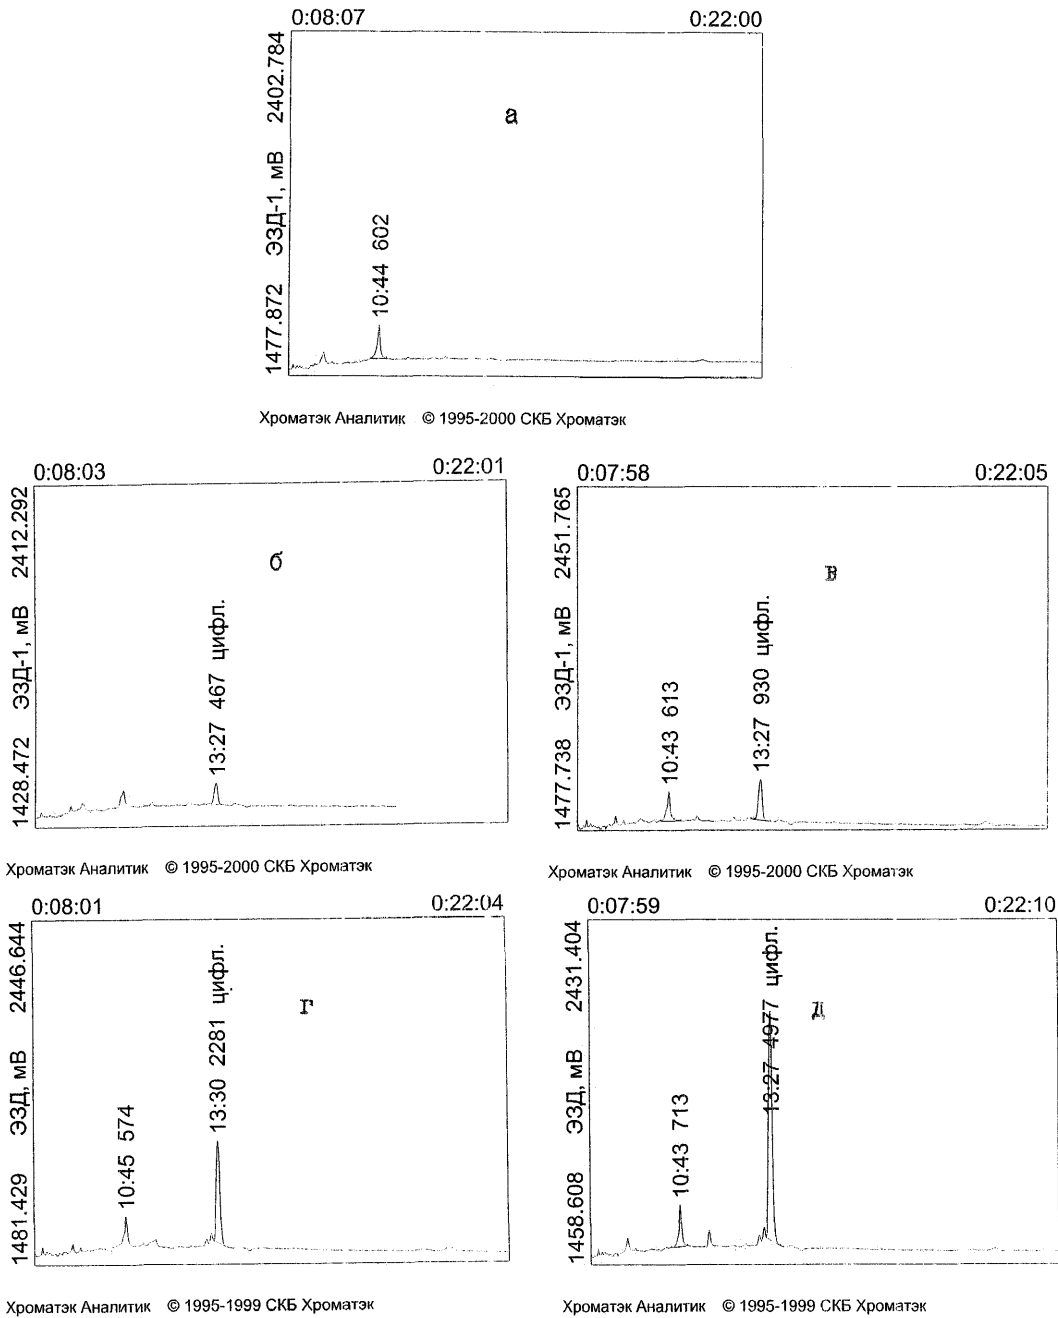 0:08:07 0:22:00
1477.872 ЭЗД-1, мВ 2402.784
а
10:44 602
Хроматэк Аналитик © 1995-2000 СКБ Хроматэк
0:08:03 0:22:01
1428.472 ЭЗД-1, мВ 2412.292
б
13:27 467 цифл.
Хроматэк Аналитик © 1995-2000 СКБ Хроматэк
0:07:58 0:22:05
1477.738 ЭЗД-1, мВ 2451.765
в
10:43 613
13:27 930 цифл.
Хроматэк Аналитик © 1995-2000 СКБ Хроматэк
0:08:01 0:22:04
1481.429 ЭЗД, мВ 2446.644
г
10:45 574
13:30 2281 цифл.
Хроматэк Аналитик © 1995-1999 СКБ Хроматэк
0:07:59 0:22:10
1458.608 ЭЗД, мВ 2431.404
д
10:43 713
13:27 4977 цифл.
Хроматэк Аналитик © 1995-1999 СКБ Хроматэк